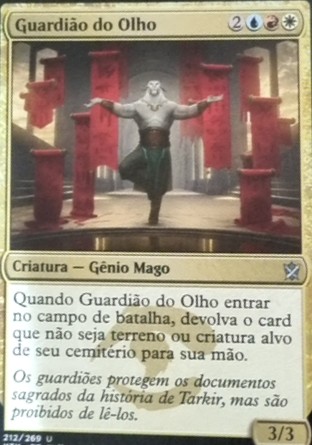 Guardião do Olho 2
Criatura — Gênio Mago
Quando Guardião do Olho entrar
no campo de batalha, devolva o card
que não seja terreno ou criatura alvo
de seu cemitério para sua mão.
Os guardiões protegem os documentos
sagrados da história de Tarkir, mas são
proibidos de lê-los.
212/269 U
3/3